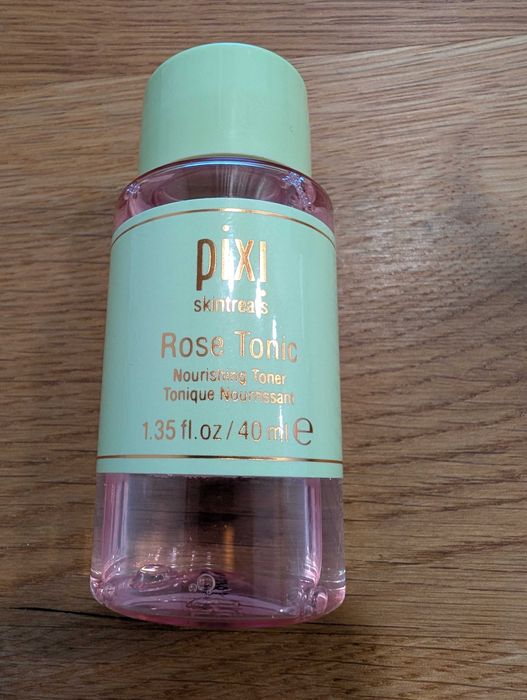 pixi
skintreats
Rose Tonic
Nourishing Toner
Tonique Nourrissant
1.35 fl.oz/40 ml ℮